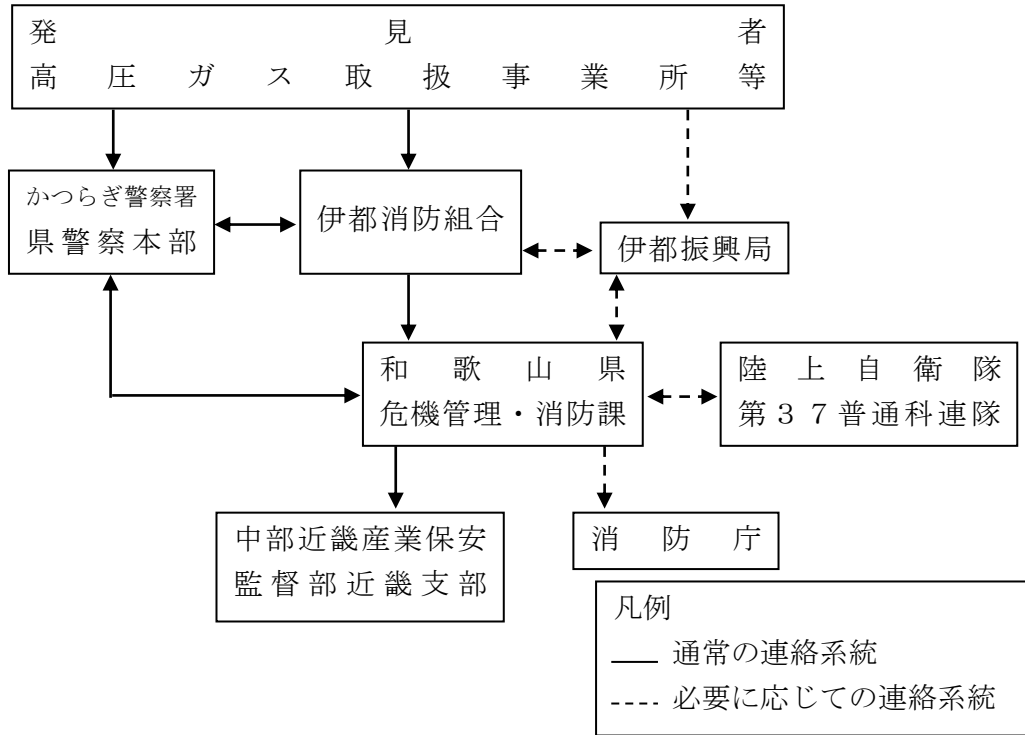 発見者
高圧ガス取扱事業所等
かつらぎ警察署
県警察本部
伊都消防組合
伊都振興局
和歌山県
危機管理・消防課
陸上自衛隊
第37普通科連隊
中部近畿産業保安
監督部近畿支部
消防庁
凡例
通常の連絡系統
必要に応じての連絡系統